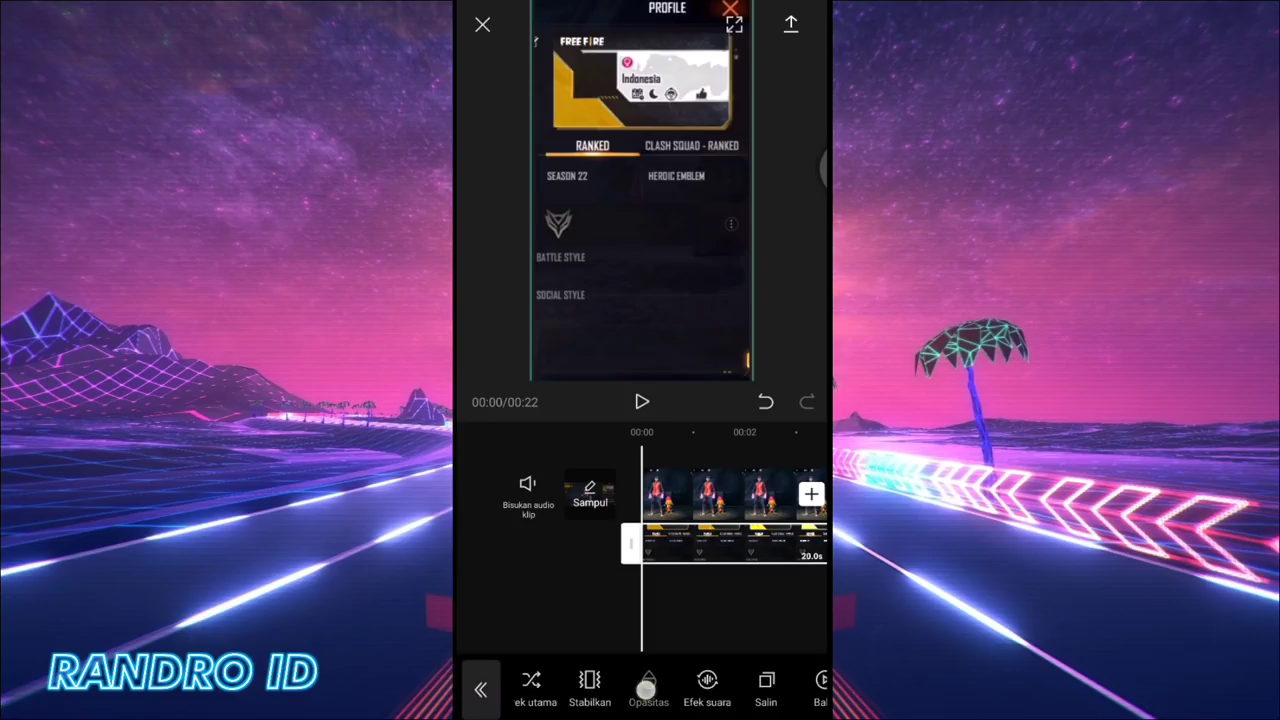 PROFILE
FREE FIRE
Indonesia
RANKED
CLASH SQUAD - RANKED
SEASON 22
HEROIC EMBLEM
BATTLE STYLE
SOCIAL STYLE
00:00/00:22
00:00
00:02
Bisukan audio
klip
Sampul
20.0s
ek utama
Stabilkan
Opasitas
Efek suara
Salin
Bal
RANDRO ID